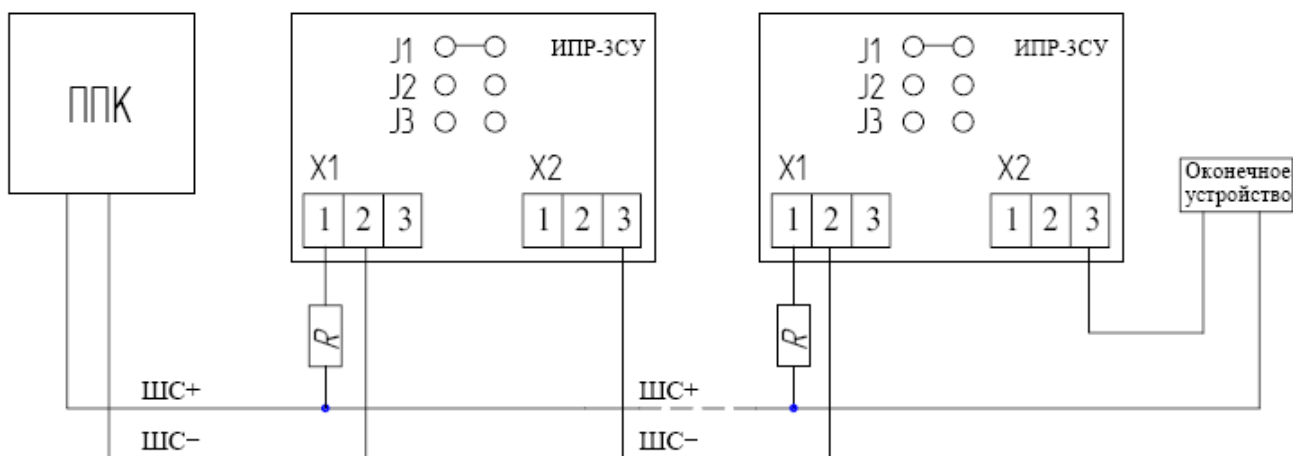 ППК
J1
ИПР-3СУ
J2
J3
X1
X2
1 2 3
1 2 3
R
J1
ИПР-3СУ
J2
J3
X1
X2
1 2 3
1 2 3
R
Оконечное
устройство
ШС+
ШС+
ШС−
ШС−